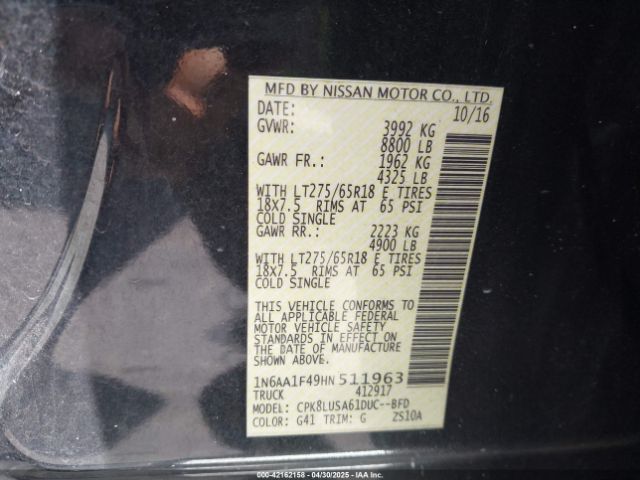 MFD BY NISSAN MOTOR CO., LTD.
DATE: 10/16
GVWR: 3992 KG
8800 LB
GAWR FR.: 1962 KG
4325 LB
WITH LT275/65R18 E TIRES
18X7.5 RIMS AT 65 PSI
COLD SINGLE
GAWR RR.: 2223 KG
4900 LB
WITH LT275/65R18 E TIRES
18X7.5 RIMS AT 65 PSI
COLD SINGLE
THIS VEHICLE CONFORMS TO
ALL APPLICABLE FEDERAL
MOTOR VEHICLE SAFETY
STANDARDS IN EFFECT ON
THE DATE OF MANUFACTURE
SHOWN ABOVE.
1N6AA1F49HN511963
TRUCK 412917
MODEL: CPK8LUSA61DUC--BFD
COLOR: G41 TRIM: G ZS10A
000-42162158 - 04/30/2025 - IAA Inc.